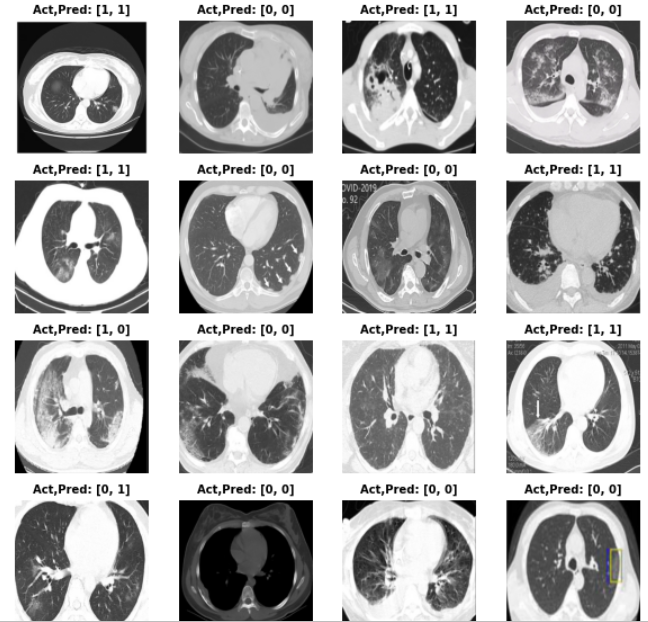 Act,Pred: [1, 1]
Act,Pred: [0, 0]
Act,Pred: [1, 1]
Act,Pred: [0, 0]
Act,Pred: [1, 1]
Act,Pred: [0, 0]
Act,Pred: [0, 0]
OVID-2019
o. 92
Act,Pred: [1, 1]
Act,Pred: [1, 0]
Act,Pred: [0, 0]
Act,Pred: [1, 1]
Act,Pred: [1, 1]
Act,Pred: [0, 1]
Act,Pred: [0, 0]
Act,Pred: [0, 0]
Act,Pred: [0, 0]